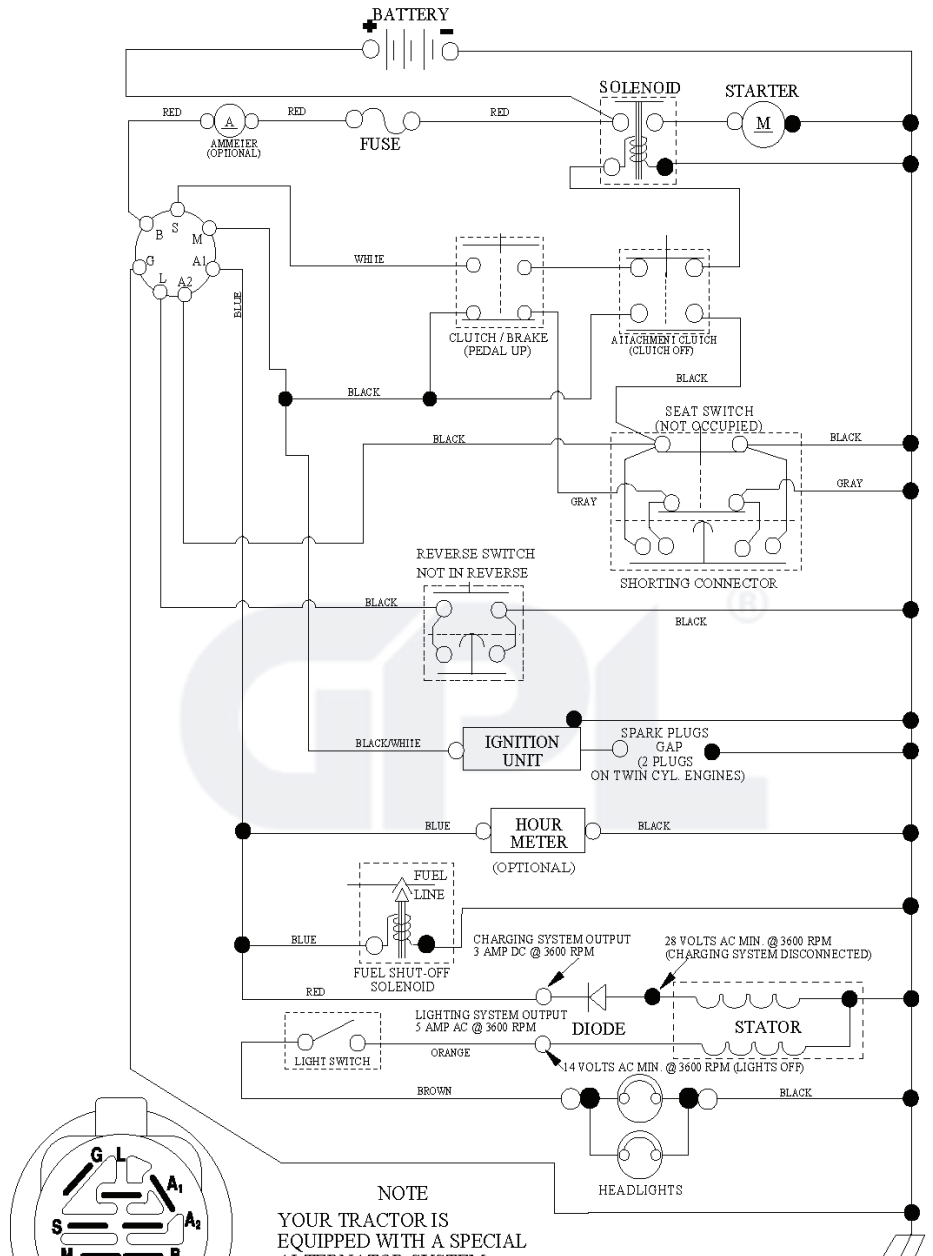 BATTERY
+ -
SOLENOID
STARTER
RED
RED
RED
A
M
AMMETER
(OPTIONAL)
FUSE
B
S
M
G
A1
L
A2
BLUE
WHITE
CLUTCH / BRAKE
(PEDAL UP)
ATTACHMENT CLUTCH
(CLUTCH OFF)
BLACK
BLACK
SEAT SWITCH
(NOT OCCUPIED)
BLACK
BLACK
GRAY
GRAY
SHORTING CONNECTOR
REVERSE SWITCH
NOT IN REVERSE
BLACK
BLACK
GPL®
BLACK/WHITE
IGNITION
UNIT
SPARK PLUGS
GAP
(2 PLUGS
ON TWIN CYL. ENGINES)
BLUE
HOUR
METER
BLACK
(OPTIONAL)
FUEL
LINE
BLUE
FUEL SHUT-OFF
SOLENOID
CHARGING SYSTEM OUTPUT
3 AMP DC @ 3600 RPM
28 VOLTS AC MIN. @ 3600 RPM
(CHARGING SYSTEM DISCONNECTED)
RED
LIGHTING SYSTEM OUTPUT
5 AMP AC @ 3600 RPM
DIODE
STATOR
LIGHT SWITCH
ORANGE
14 VOLTS AC MIN. @ 3600 RPM (LIGHTS OFF)
BROWN
BLACK
HEADLIGHTS
G L
A1
A2
S
M
B
NOTE
YOUR TRACTOR IS
EQUIPPED WITH A SPECIAL
ALTERNATOR SYSTEM